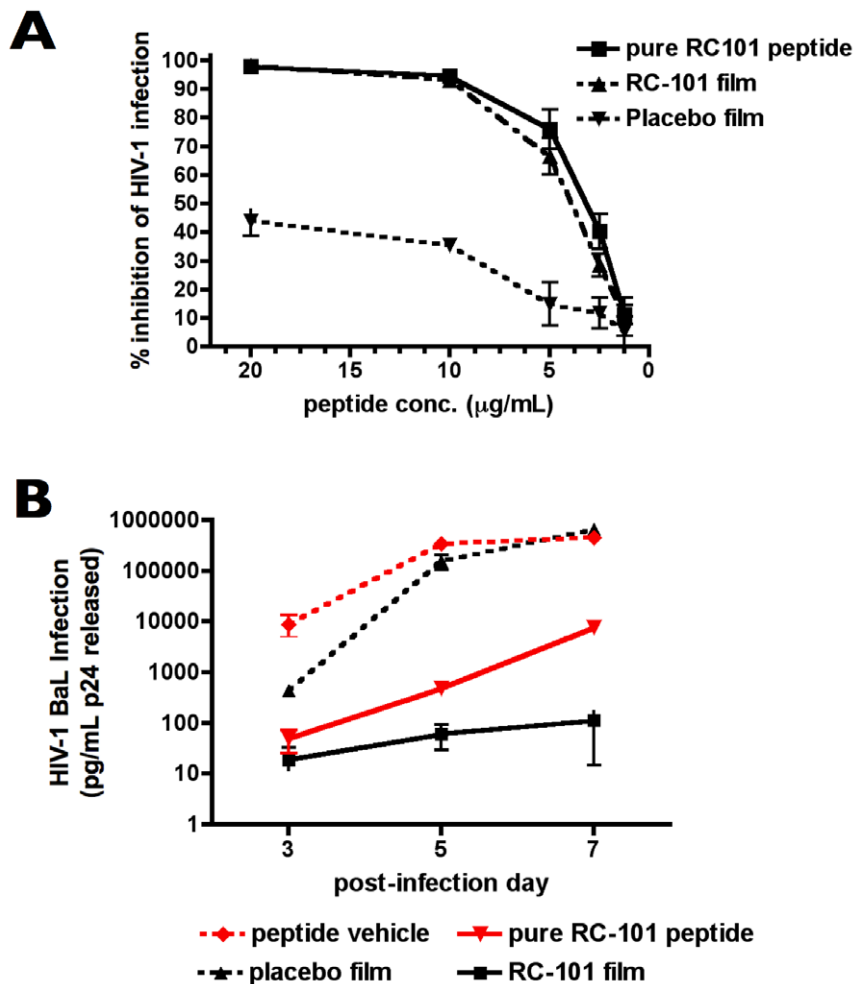 A
pure RC101 peptide
RC-101 film
Placebo film
% inhibition of HIV-1 infection
100
90
80
70
60
50
40
30
20
10
0
20
15
10
5
0
peptide conc. (μg/mL)
B
HIV-1 BaL Infection
(pg/mL p24 released)
1000000
100000
10000
1000
100
10
1
3
5
7
post-infection day
peptide vehicle
pure RC-101 peptide
placebo film
RC-101 film